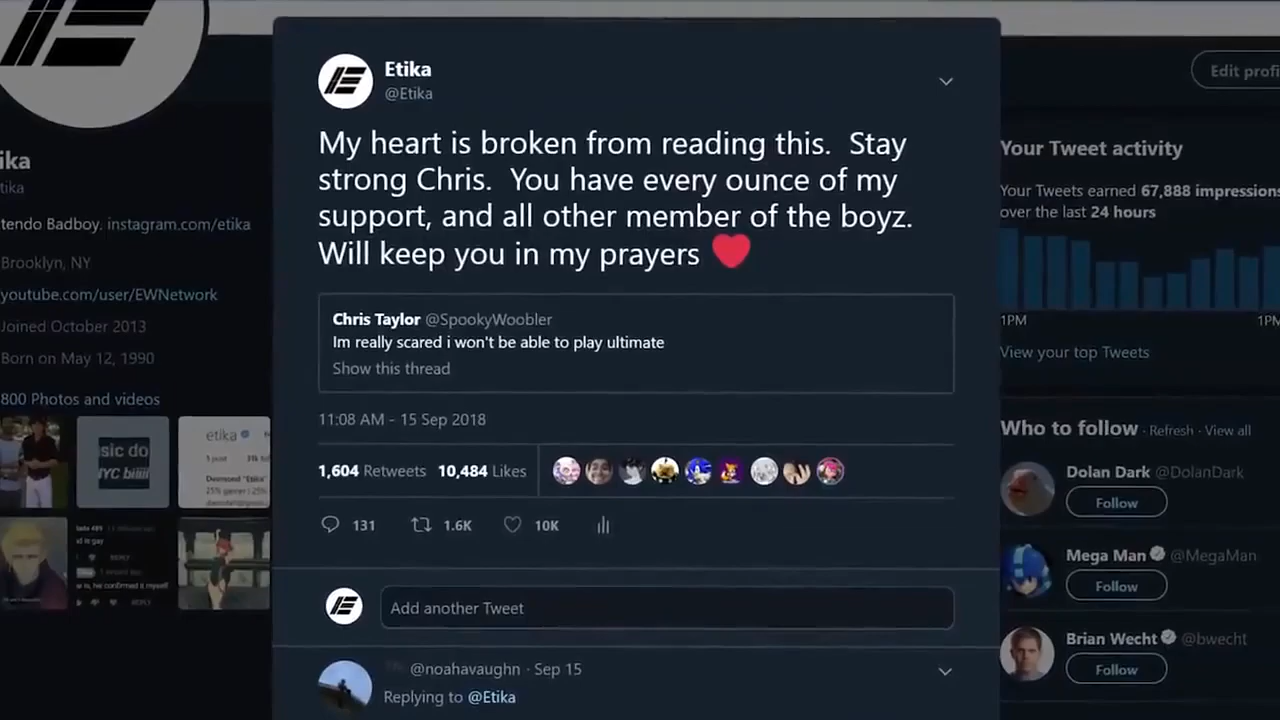 ika
tika
tendo Badboy. instagram.com/etika
Brooklyn, NY
youtube.com/user/EWNetwork
Joined October 2013
Born on May 12, 1990
800 Photos and videos
sic do
NYC biiiii
etika
Etika
@Etika
My heart is broken from reading this. Stay
strong Chris. You have every ounce of my
support, and all other member of the boyz.
Will keep you in my prayers ❤
Chris Taylor @SpookyWoobler
Im really scared i won't be able to play ultimate
Show this thread
11:08 AM - 15 Sep 2018
1,604 Retweets 10,484 Likes
131 1.6K 10K
Add another Tweet
@noahavaughn · Sep 15
Replying to @Etika
Edit profi
Your Tweet activity
Your Tweets earned 67,888 impressions
over the last 24 hours
1PM 1PM
View your top Tweets
Who to follow · Refresh · View all
Dolan Dark @DolanDark
Follow
Mega Man @MegaMan
Follow
Brian Wecht @bwecht
Follow